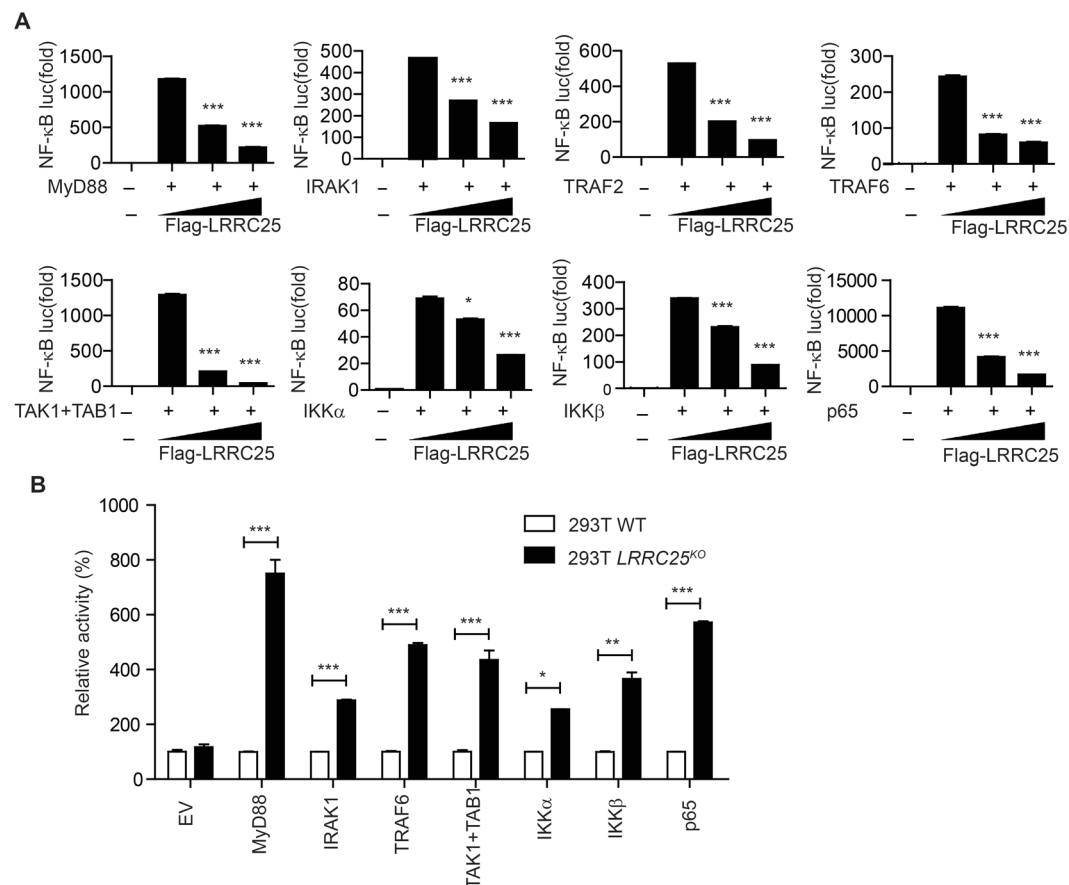 A
NF-κB luc(fold)
1500
1000
500
0
***
***
MyD88 – + + +
–
Flag-LRRC25
NF-κB luc(fold)
500
400
300
200
100
0
***
***
IRAK1 – + + +
–
Flag-LRRC25
NF-κB luc(fold)
600
400
200
0
***
***
TRAF2 – + + +
–
Flag-LRRC25
NF-κB luc(fold)
300
200
100
0
***
***
TRAF6 – + + +
–
Flag-LRRC25
NF-κB luc(fold)
1500
1000
500
0
***
***
TAK1+TAB1 – + + +
–
Flag-LRRC25
NF-κB luc(fold)
80
60
40
20
0
*
***
IKKα – + + +
–
Flag-LRRC25
NF-κB luc(fold)
400
300
200
100
0
***
***
IKKβ – + + +
–
Flag-LRRC25
NF-κB luc(fold)
15000
10000
5000
0
***
***
p65 – + + +
–
Flag-LRRC25
B
Relative activity (%)
1000
800
600
400
200
0
293T WT
293T LRRC25KO
***
***
***
***
*
**
***
EV
MyD88
IRAK1
TRAF6
TAK1+TAB1
IKKα
IKKβ
p65